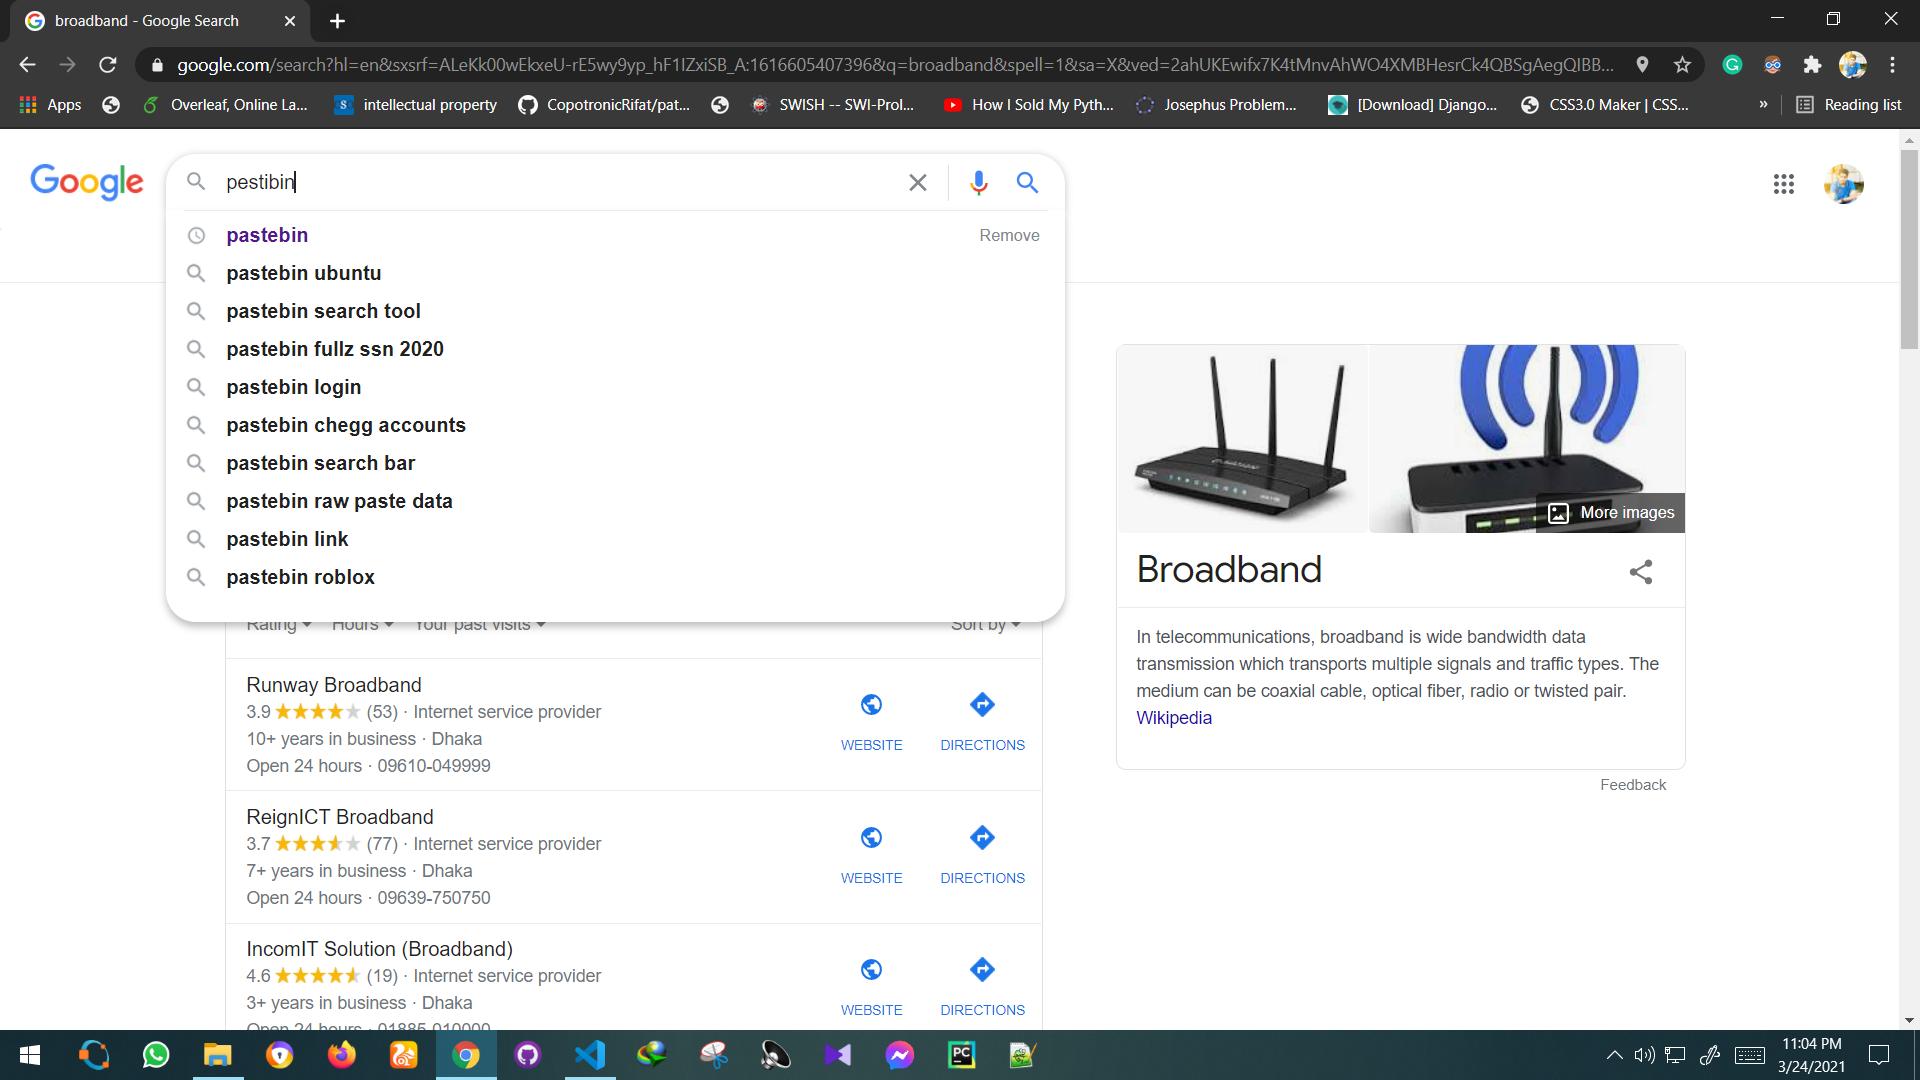 broadband - Google Search
google.com/search?hl=en&sxsrf=ALeKk00wEkxeU-rE5wy9yp_hF1IZxiSB_A:1616605407396&q=broadband&spell=1&sa=X&ved=2ahUKEwifx7K4tMnvAhWO4XMBHesrCk4QBSgAegQIBB...
Apps Overleaf, Online La... intellectual property CopotronicRifat/pat... SWISH -- SWI-Prol... How I Sold My Pyth... Josephus Problem... [Download] Django... CSS3.0 Maker | CSS... » Reading list
Google
pestibin
pastebin Remove
pastebin ubuntu
pastebin search tool
pastebin fullz ssn 2020
pastebin login
pastebin chegg accounts
pastebin search bar
pastebin raw paste data
pastebin link
pastebin roblox
Rating Hours Your past visits Sort by
Runway Broadband
3.9 (53) · Internet service provider
10+ years in business · Dhaka
Open 24 hours · 09610-049999
WEBSITE DIRECTIONS
ReignICT Broadband
3.7 (77) · Internet service provider
7+ years in business · Dhaka
Open 24 hours · 09639-750750
WEBSITE DIRECTIONS
IncomIT Solution (Broadband)
4.6 (19) · Internet service provider
3+ years in business · Dhaka
Open 24 hours · 01885-010000
WEBSITE DIRECTIONS
More images
Broadband
In telecommunications, broadband is wide bandwidth data
transmission which transports multiple signals and traffic types. The
medium can be coaxial cable, optical fiber, radio or twisted pair.
Wikipedia
Feedback
PC
11:04 PM
3/24/2021